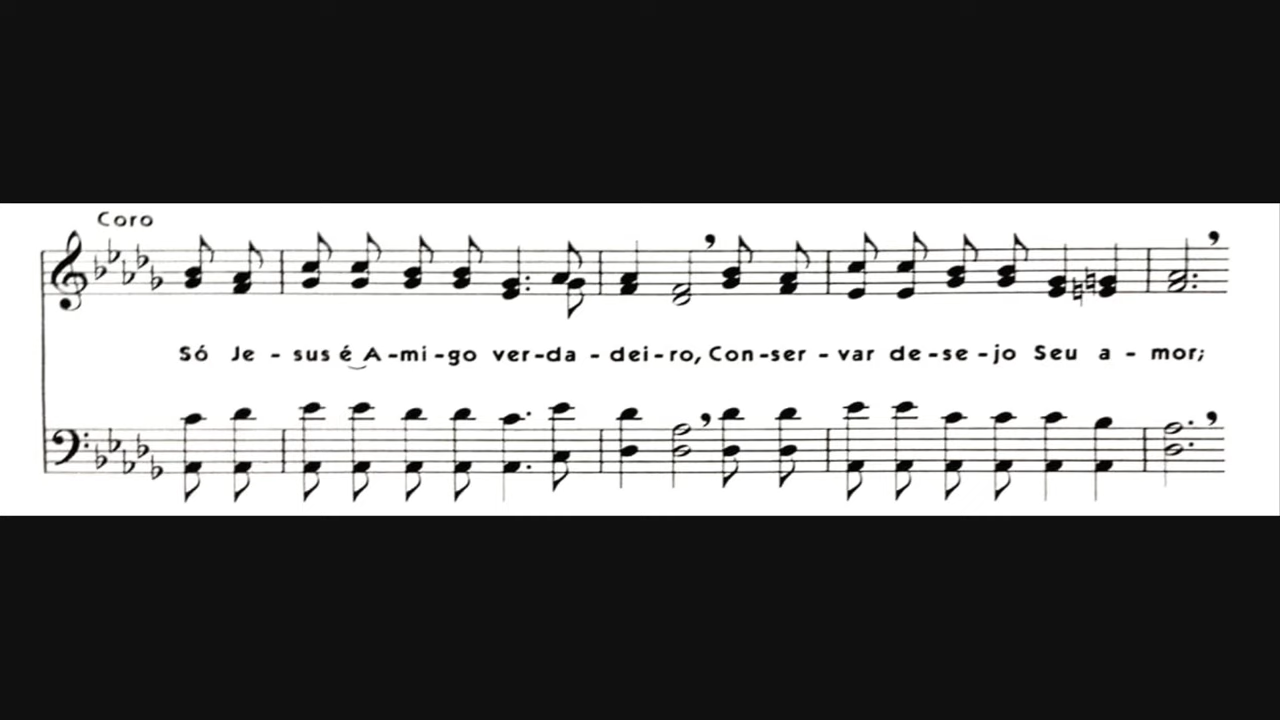 Coro
Só Je - sus é A - mi - go ver - da - dei - ro, Con - ser - var de - se - jo Seu a - mor;